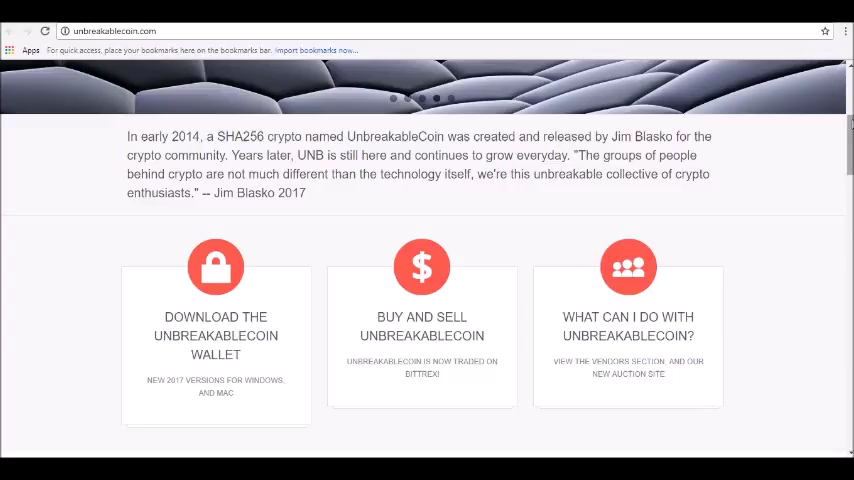 unbreakablecoin.com
Apps For quick access, place your bookmarks here on the bookmarks bar. Import bookmarks now...
In early 2014, a SHA256 crypto named UnbreakableCoin was created and released by Jim Blasko for the
crypto community. Years later, UNB is still here and continues to grow everyday. "The groups of people
behind crypto are not much different than the technology itself, we're this unbreakable collective of crypto
enthusiasts." -- Jim Blasko 2017
$
DOWNLOAD THE
UNBREAKABLECOIN
WALLET
NEW 2017 VERSIONS FOR WINDOWS,
AND MAC
BUY AND SELL
UNBREAKABLECOIN
UNBREAKABLECOIN IS NOW TRADED ON
BITTREX!
WHAT CAN I DO WITH
UNBREAKABLECOIN?
VIEW THE VENDORS SECTION, AND OUR
NEW AUCTION SITE